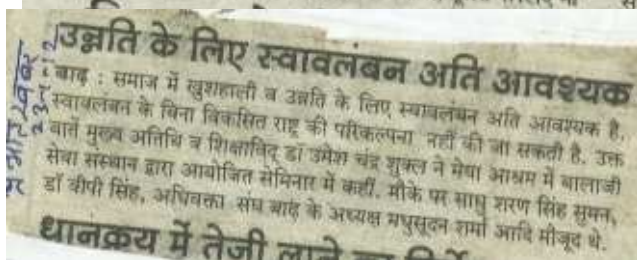 उन्नति के लिए स्वावलंबन अति आवश्यक
बाढ़ : समाज में खुशहाली व उन्नति के लिए स्वावलंबन अति आवश्यक है.
स्वावलंबन के बिना विकसित राष्ट्र की परिकल्पना नहीं की जा सकती है. उक्त
बातें मुख्य अतिथि व शिक्षाविद् डॉ उमेश चंद्र शुक्ल ने मेघा आश्रम में बालाजी
सेवा संस्थान द्वारा आयोजित सेमिनार में कहीं. मौके पर साधु शरण सिंह सुमन,
डॉ बीपी सिंह, अधिवक्ता संघ बाढ़ के अध्यक्ष मधुसूदन शर्मा आदि मौजूद थे.
धानक्रय में तेजी लाने का